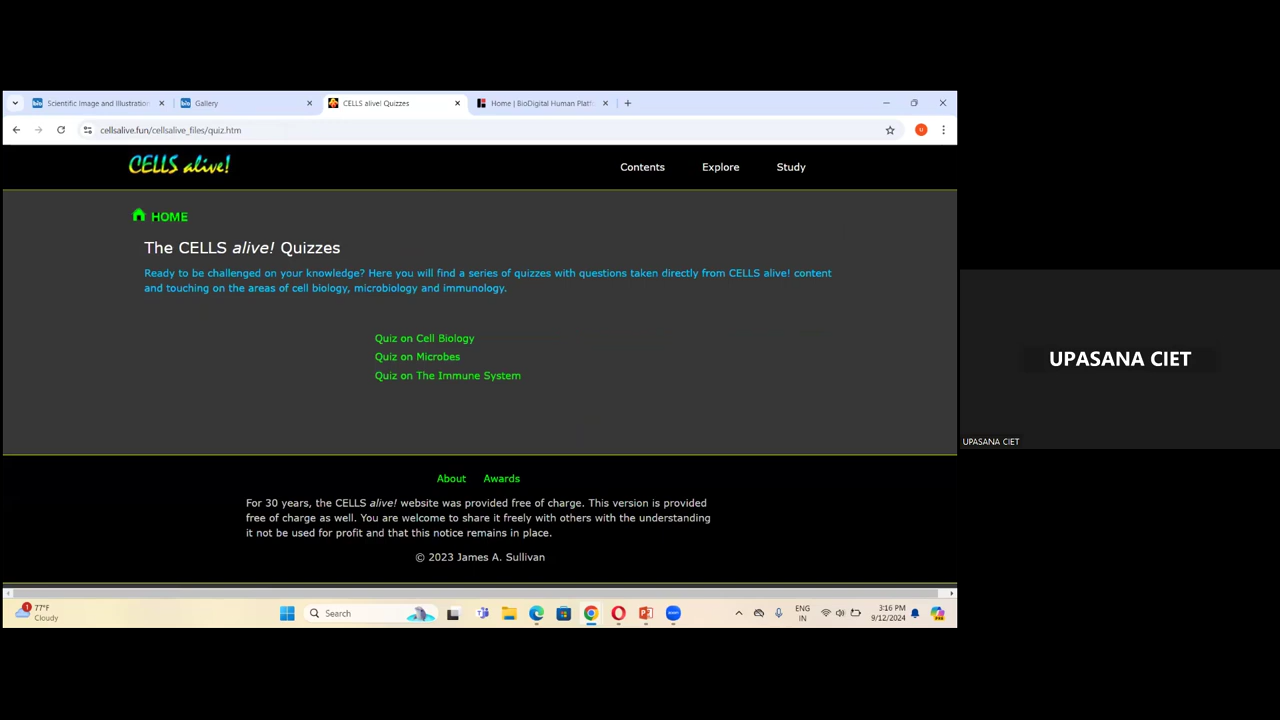 Scientific Image and Illustration
Gallery
CELLS alive! Quizzes
Home | BioDigital Human Platf
cellsalive.fun/cellsalive_files/quiz.htm
U
CELLS alive!
Contents
Explore
Study
HOME
The CELLS alive! Quizzes
Ready to be challenged on your knowledge? Here you will find a series of quizzes with questions taken directly from CELLS alive! content
and touching on the areas of cell biology, microbiology and immunology.
Quiz on Cell Biology
Quiz on Microbes
Quiz on The Immune System
About Awards
For 30 years, the CELLS alive! website was provided free of charge. This version is provided
free of charge as well. You are welcome to share it freely with others with the understanding
it not be used for profit and that this notice remains in place.
© 2023 James A. Sullivan
UPASANA CIET
UPASANA CIET
1
77°F
Cloudy
Search
ENG
IN
3:16 PM
9/12/2024